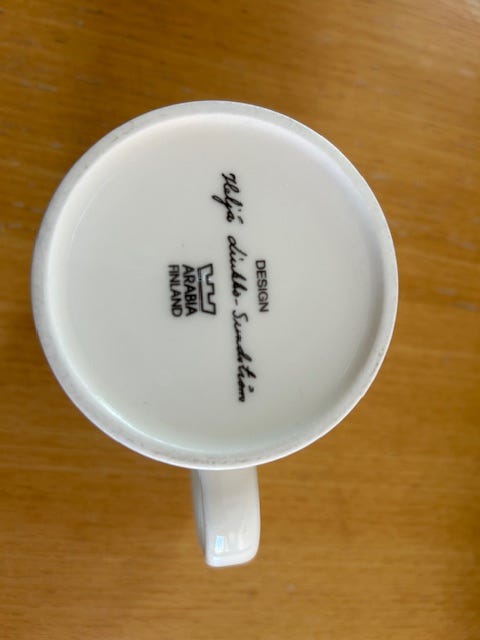 DESIGN
Heljä Liukko-Sundström
ARABIA
FINLAND